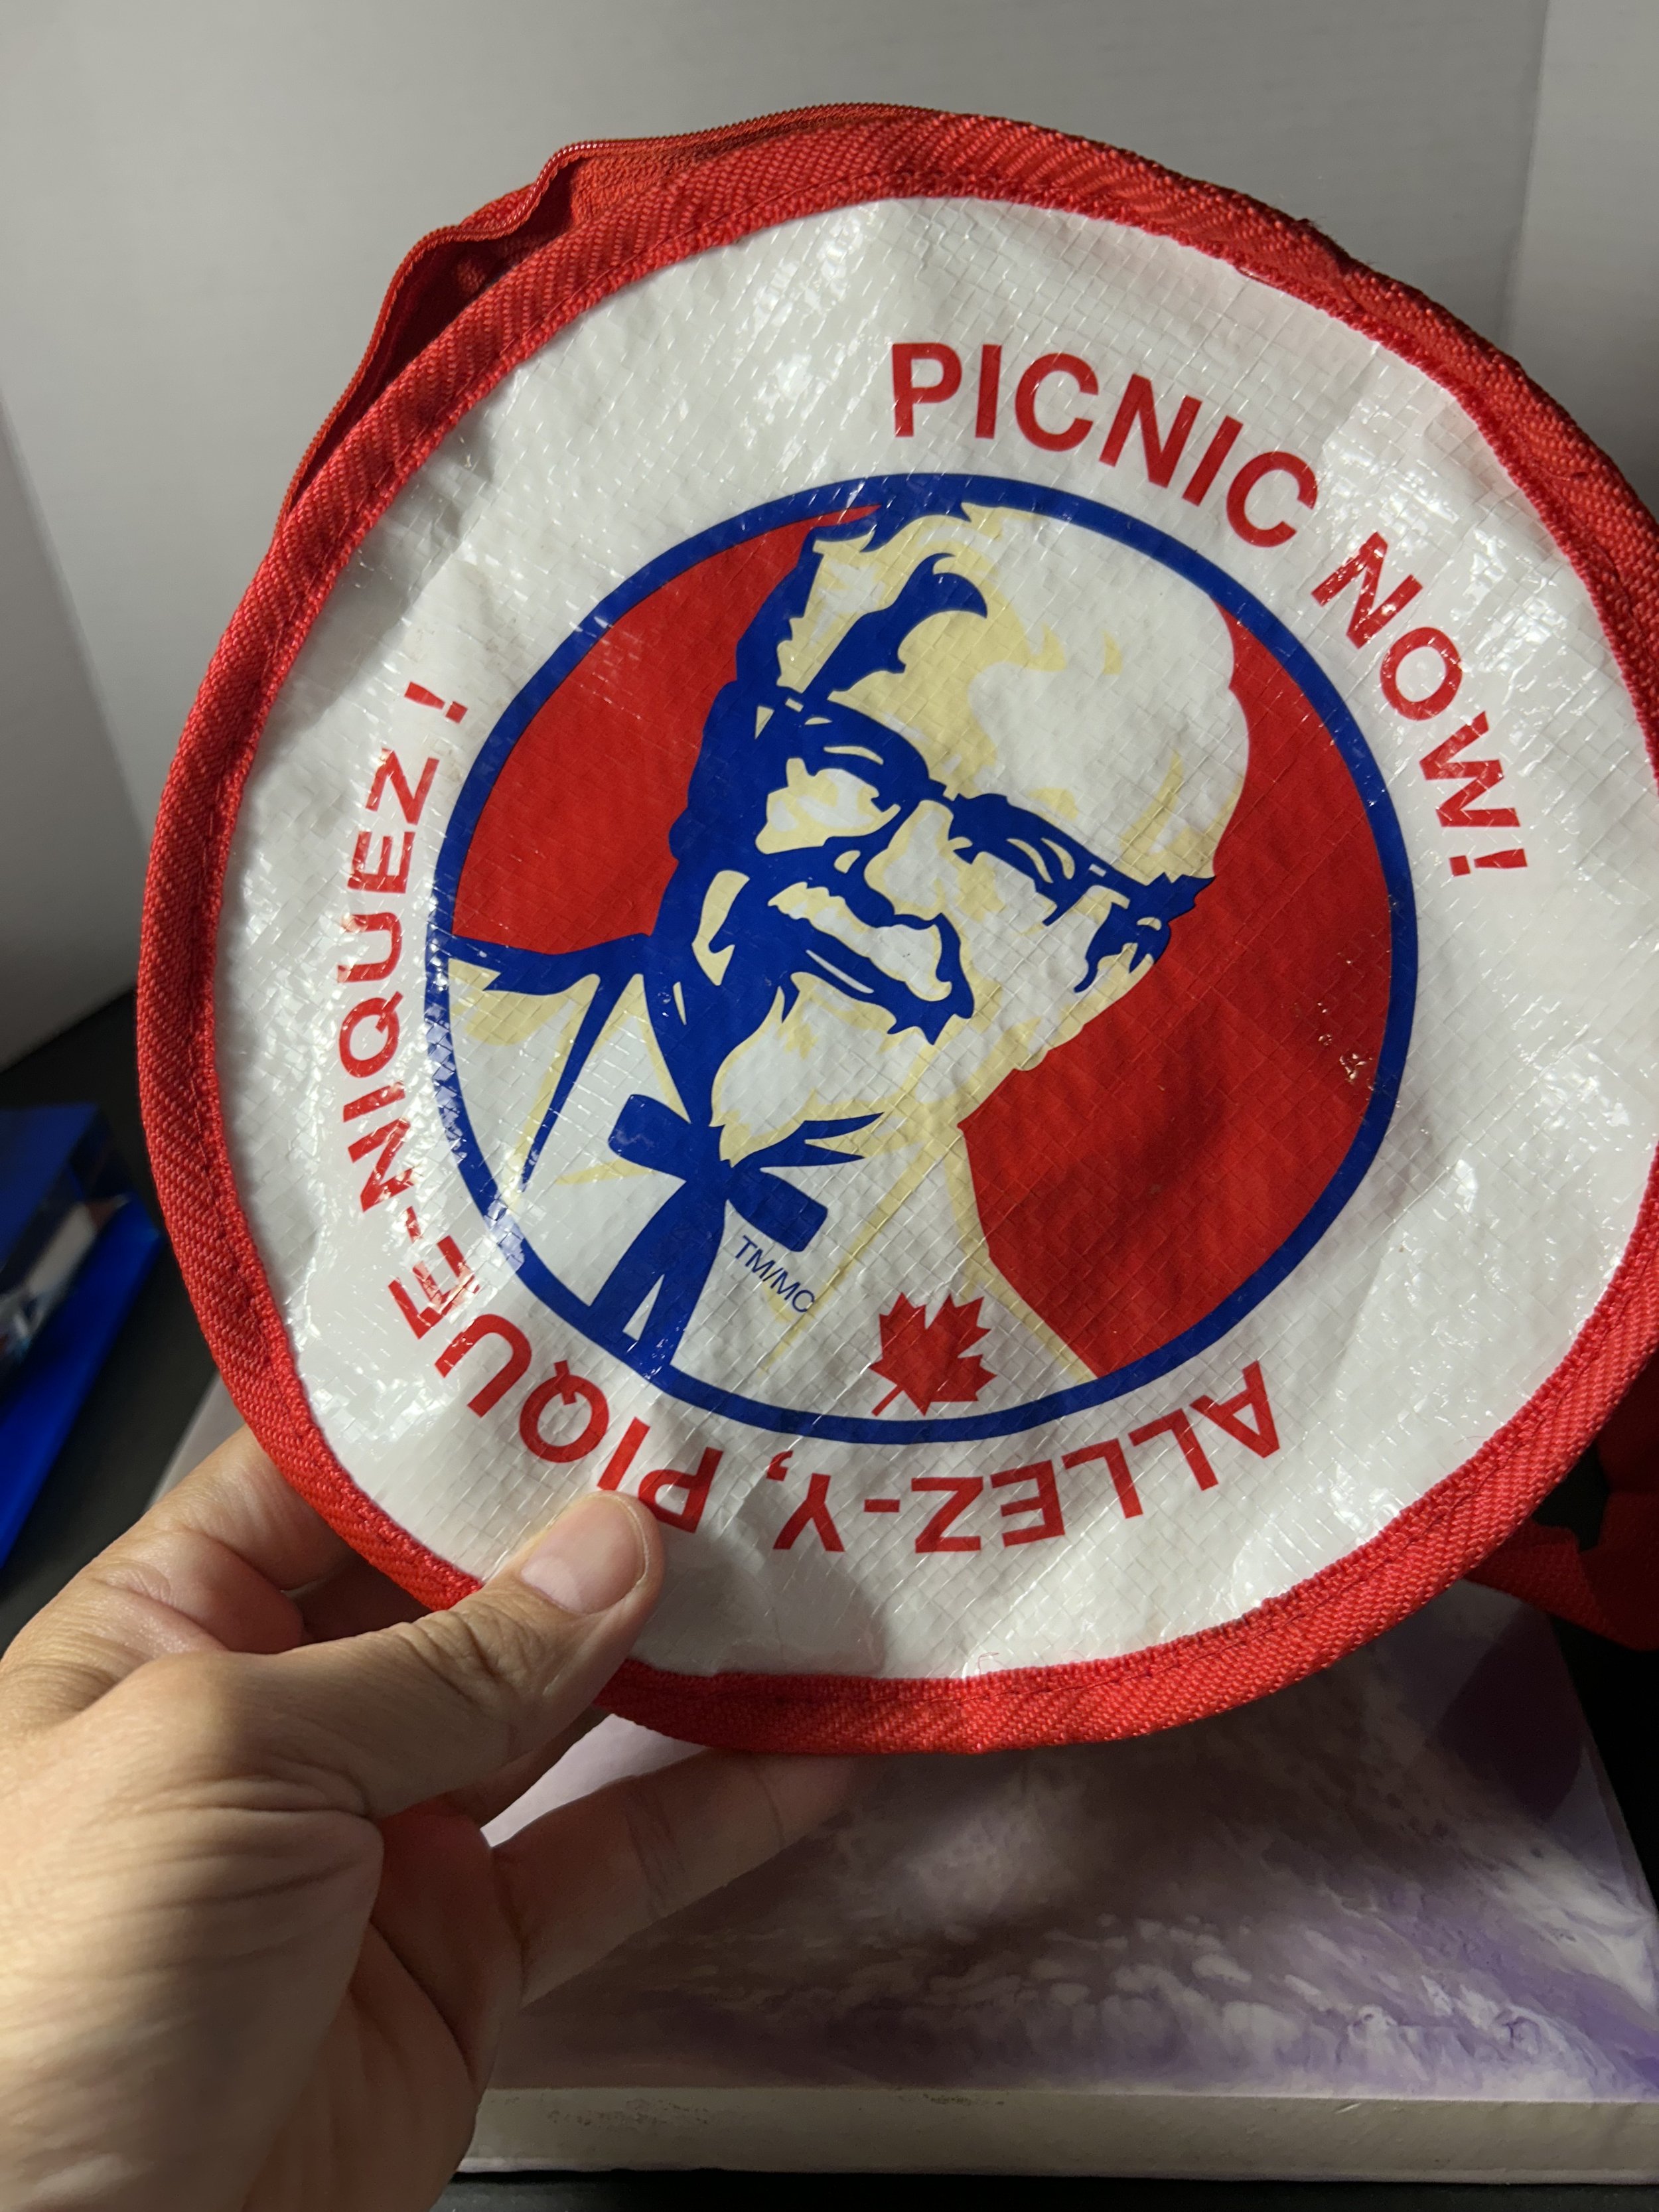 PICNIC NOW!
ALLEZ-Y, PIQUE-NIQUEZ !
TM/MC